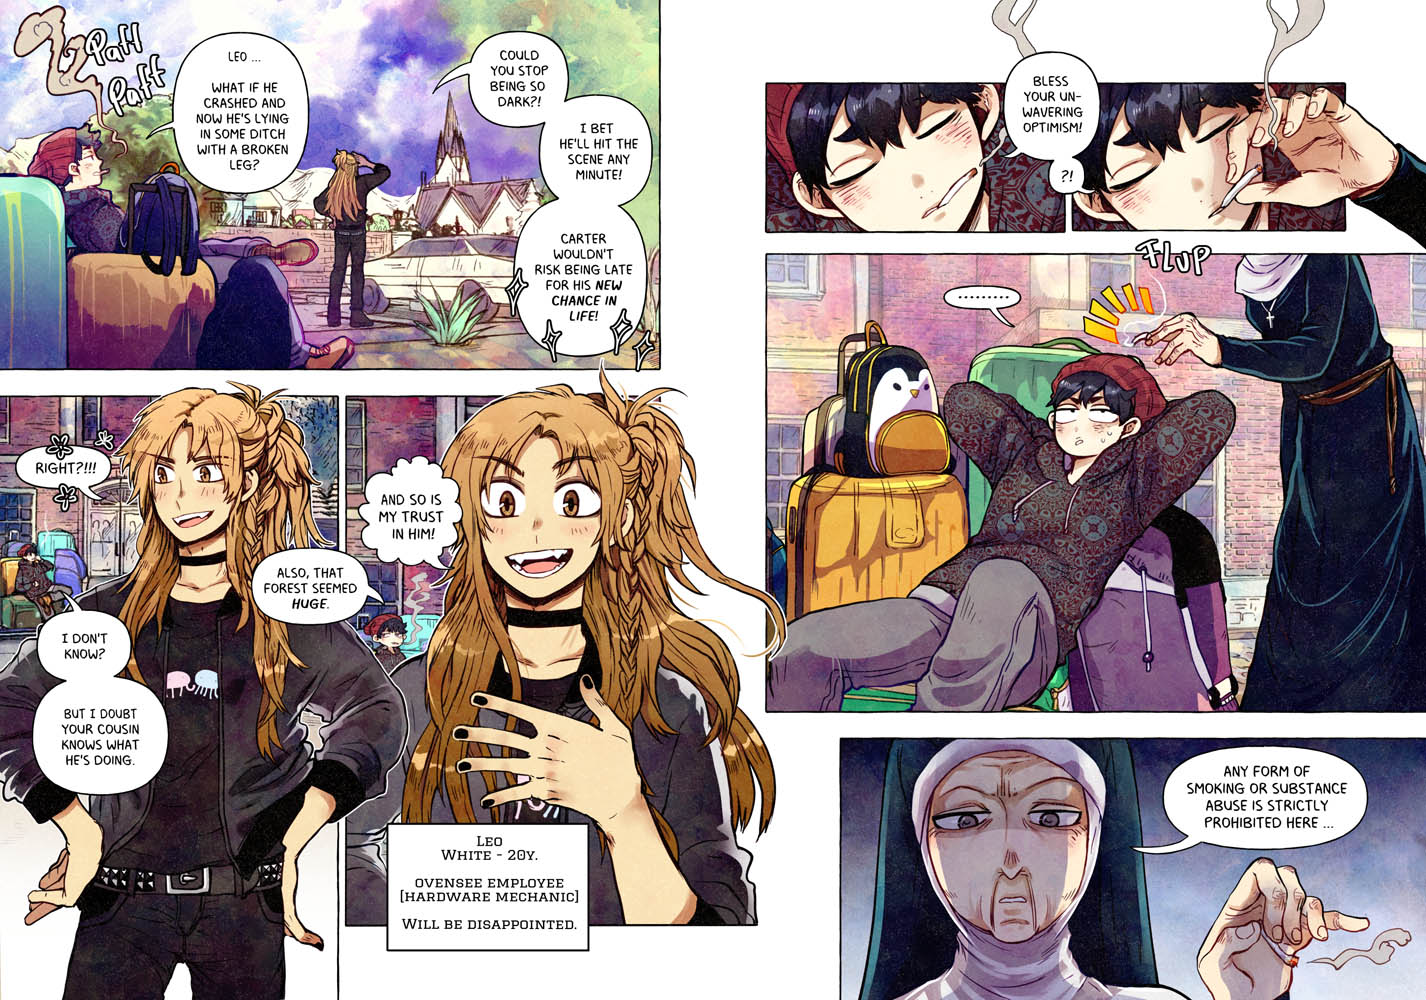 Paff
Paff
LEO ...
WHAT IF HE
CRASHED AND
NOW HE'S LYING
IN SOME DITCH
WITH A BROKEN
LEG?
COULD
YOU STOP
BEING SO
DARK?!
I BET
HE'LL HIT THE
SCENE ANY
MINUTE!
CARTER
WOULDN'T
RISK BEING LATE
FOR HIS NEW
CHANCE IN
LIFE!
RIGHT?!!!
I DON'T
KNOW?
BUT I DOUBT
YOUR COUSIN
KNOWS WHAT
HE'S DOING.
ALSO, THAT
FOREST SEEMED
HUGE.
AND SO IS
MY TRUST
IN HIM!
LEO
WHITE - 20Y.
OVENSEE EMPLOYEE
[HARDWARE MECHANIC]
WILL BE DISAPPOINTED.
BLESS
YOUR UN-
WAVERING
OPTIMISM!
?!
FLUP
.........
ANY FORM OF
SMOKING OR SUBSTANCE
ABUSE IS STRICTLY
PROHIBITED HERE ...